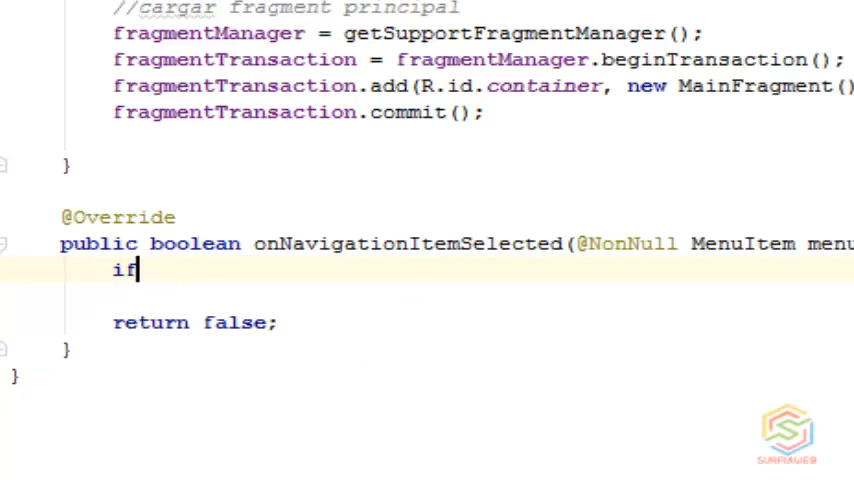 //cargar fragment principal
fragmentManager = getSupportFragmentManager();
fragmentTransaction = fragmentManager.beginTransaction();
fragmentTransaction.add(R.id.container, new MainFragment()
fragmentTransaction.commit();
}
@Override
public boolean onNavigationItemSelected(@NonNull MenuItem menu
if
return false;
}
}